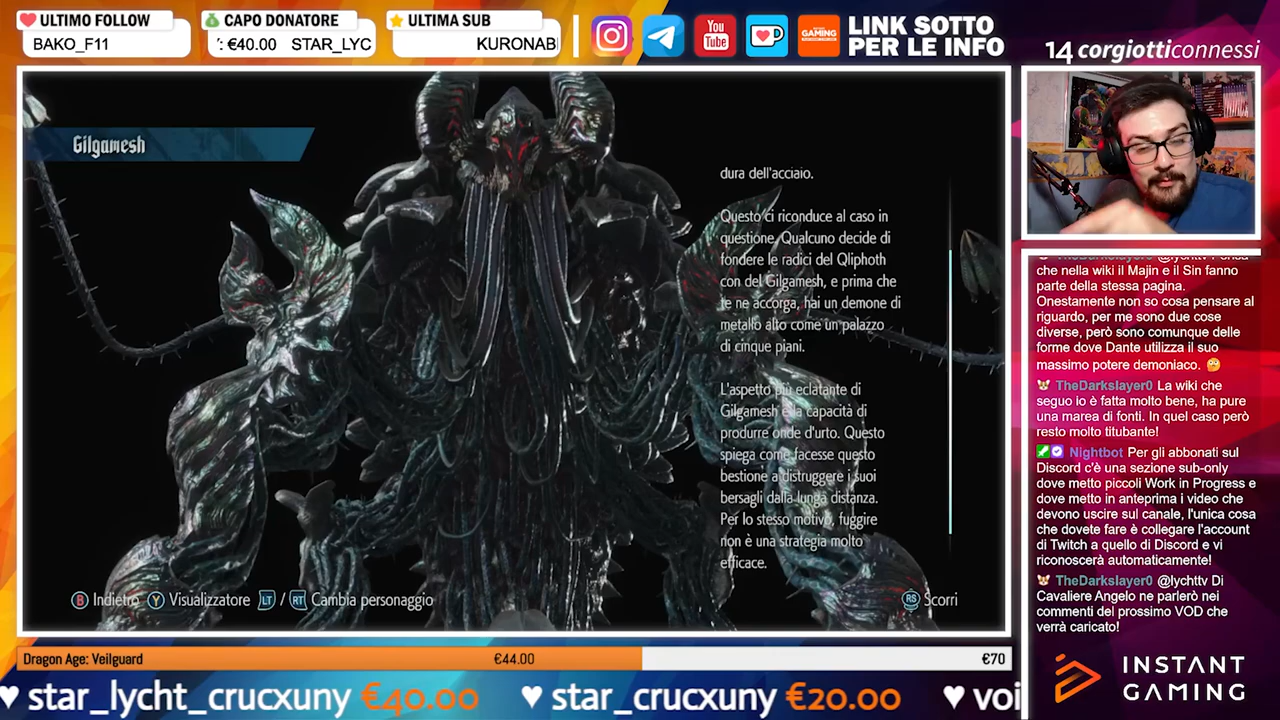 ULTIMO FOLLOW
BAKO_F11
CAPO DONATORE
: €40.00 STAR_LYC
ULTIMA SUB
KURONAB
You
Tube
GAMING
LINK SOTTO
PER LE INFO
14 corgiotticonnessi
Gilgamesh
dura dell'acciaio.
Questo ci riconduce al caso in
questione. Qualcuno decide di
fondere le radici del Qliphoth
con del Gilgamesh, e prima che
te ne accorga, hai un demone di
metallo alto come un palazzo
di cinque piani.
L'aspetto più eclatante di
Gilgamesh è la capacità di
produrre onde d'urto. Questo
spiega come facesse questo
bestione a distruggere i suoi
bersagli dalla lunga distanza.
Per lo stesso motivo, fuggire
non è una strategia molto
efficace.
B Indietro Y Visualizzatore LT / RT Cambia personaggio
RS Scorri
che nella wiki il Majin e il Sin fanno
parte della stessa pagina.
Onestamente non so cosa pensare al
riguardo, per me sono due cose
diverse, però sono comunque delle
forme dove Dante utilizza il suo
massimo potere demoniaco.
TheDarkslayer0 La wiki che
seguo io è fatta molto bene, ha pure
una marea di fonti. In quel caso però
resto molto titubante!
Nightbot Per gli abbonati sul
Discord c'è una sezione sub-only
dove metto piccoli Work in Progress e
dove metto in anteprima i video che
devono uscire sul canale, l'unica cosa
che dovete fare è collegare l'account
di Twitch a quello di Discord e vi
riconoscerà automaticamente!
TheDarkslayer0 @lychttv Di
Cavaliere Angelo ne parlerò nei
commenti del prossimo VOD che
verrà caricato!
Dragon Age: Veilguard €44.00 €70
star_lycht_crucxuny €40.00 star_crucxuny €20.00 voi
INSTANT
GAMING